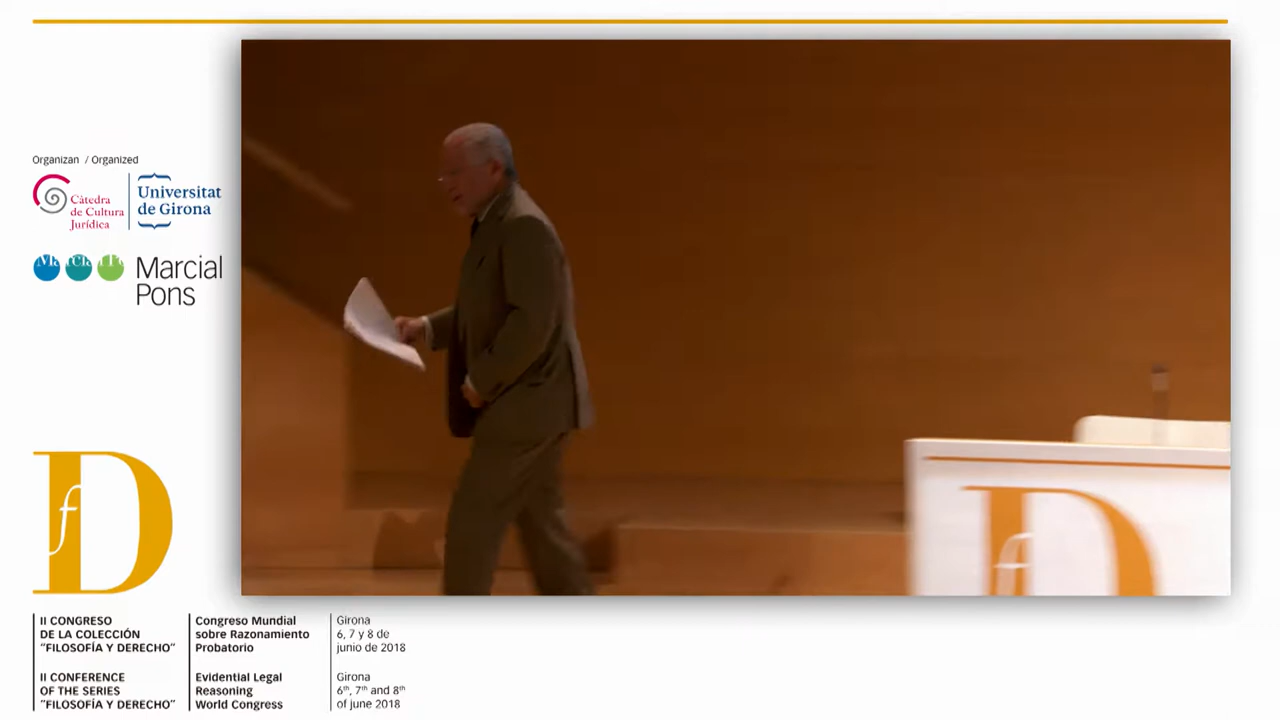 Organizan / Organized
Càtedra
de Cultura
Jurídica
Universitat
de Girona
Marcial
Pons
fD
fD
II CONGRESO
DE LA COLECCIÓN
"FILOSOFÍA Y DERECHO"
II CONFERENCE
OF THE SERIES
"FILOSOFÍA Y DERECHO"
Congreso Mundial
sobre Razonamiento
Probatorio
Evidential Legal
Reasoning
World Congress
Girona
6, 7 y 8 de
junio de 2018
Girona
6th, 7th and 8th
of june 2018